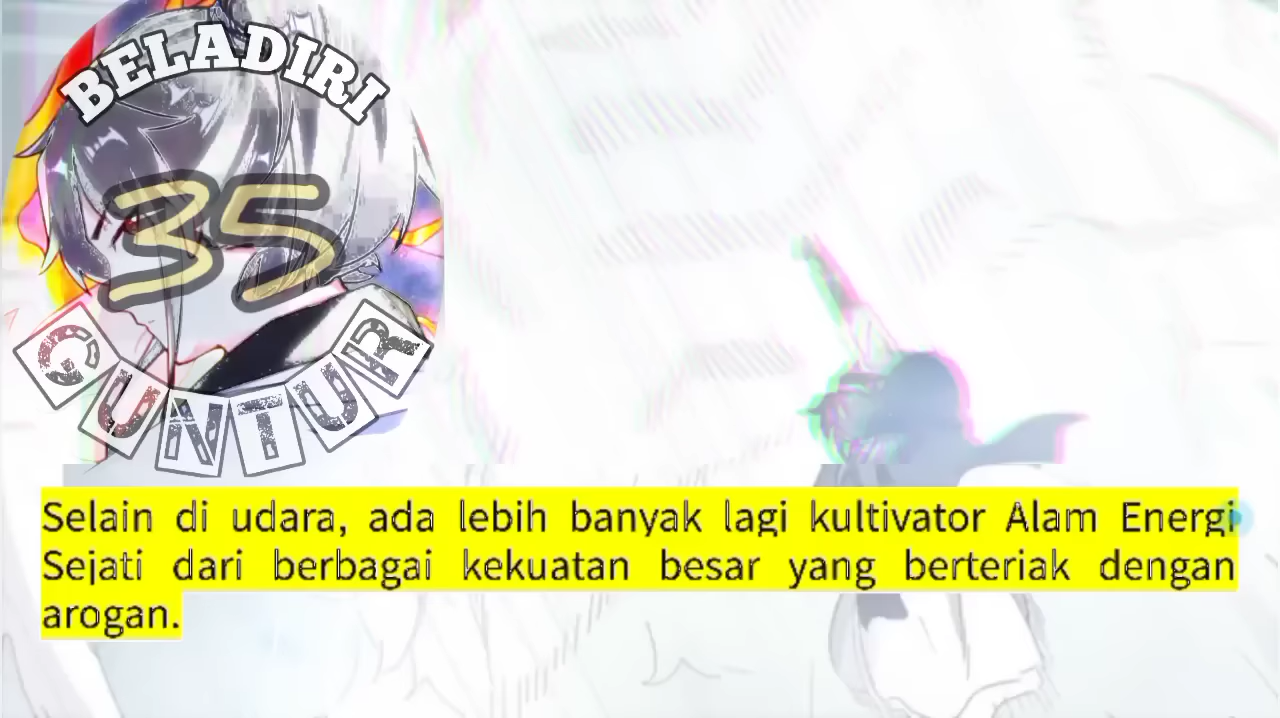 BELADIRI
35
GUNTUR
Selain di udara, ada lebih banyak lagi kultivator Alam Energi
Sejati dari berbagai kekuatan besar yang berteriak dengan
arogan.